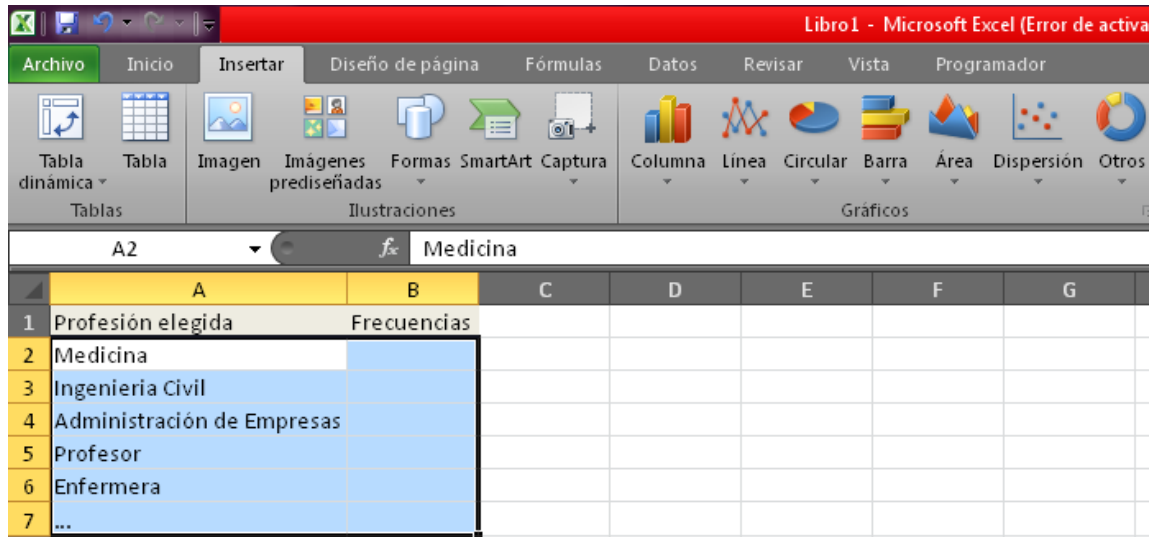 Libro1 - Microsoft Excel (Error de activa
Archivo Inicio Insertar Diseño de página Fórmulas Datos Revisar Vista Programador
Tabla dinámica
Tabla
Imagen
Imágenes prediseñadas
Formas
SmartArt
Captura
Columna
Línea
Circular
Barra
Área
Dispersión
Otros
Tablas Ilustraciones Gráficos
A2 fx Medicina
A B C D E F G
1 Profesión elegida Frecuencias
2 Medicina
3 Ingenieria Civil
4 Administración de Empresas
5 Profesor
6 Enfermera
7 ...